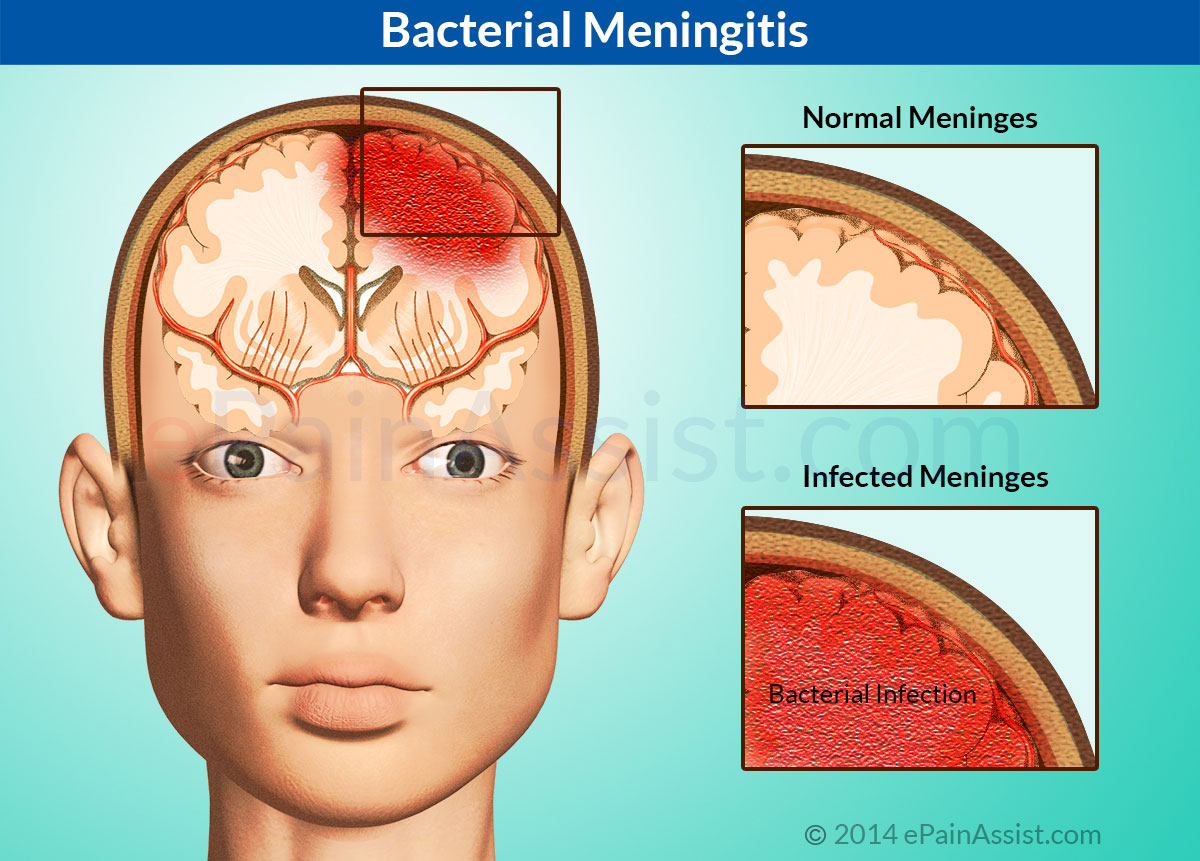 Bacterial Meningitis
Normal Meninges
ePainAssist.com
Infected Meninges
Bacterial Infection
© 2014 ePainAssist.com